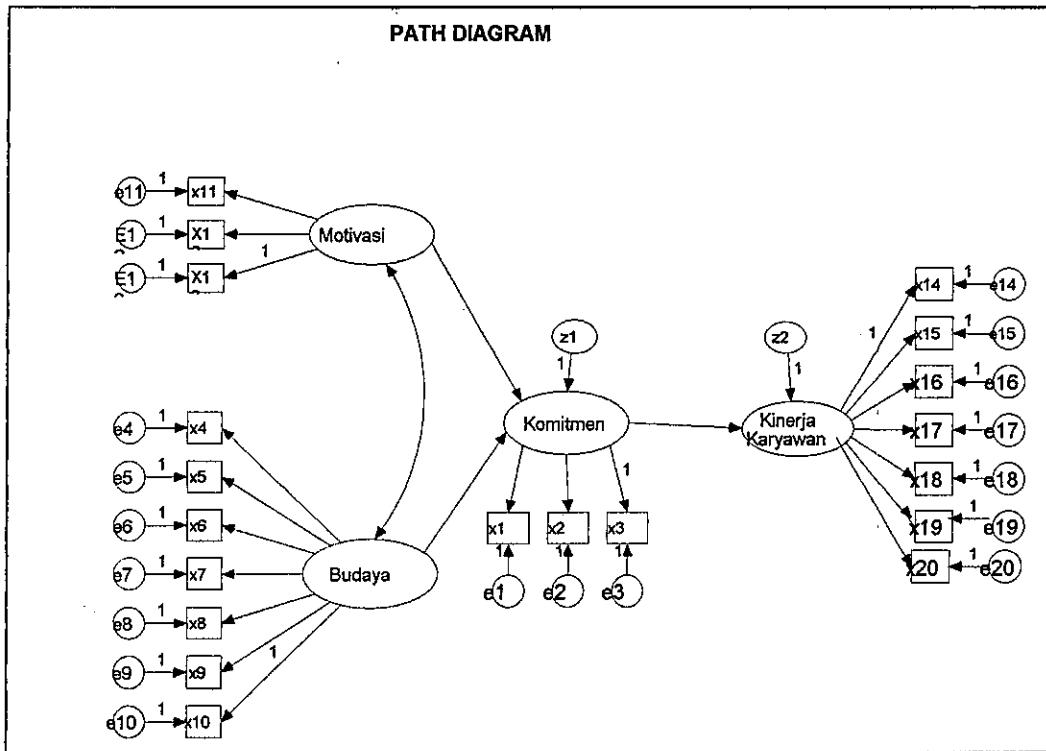 PATH DIAGRAM
e11 1 x11
E1 1 X1
E1 1 X1
1
Motivasi
e4 1 x4
e5 1 x5
e6 1 x6
e7 1 x7
e8 1 x8
e9 1 x9
e10 1 x10
1
Budaya
z1
1
Komitmen
1
x1 x2 x3
1 1 1
e1 e2 e3
z2
1
Kinerja
Karyawan
1
x14 1 e14
x15 1 e15
x16 1 e16
x17 1 e17
x18 1 e18
x19 1 e19
x20 1 e20